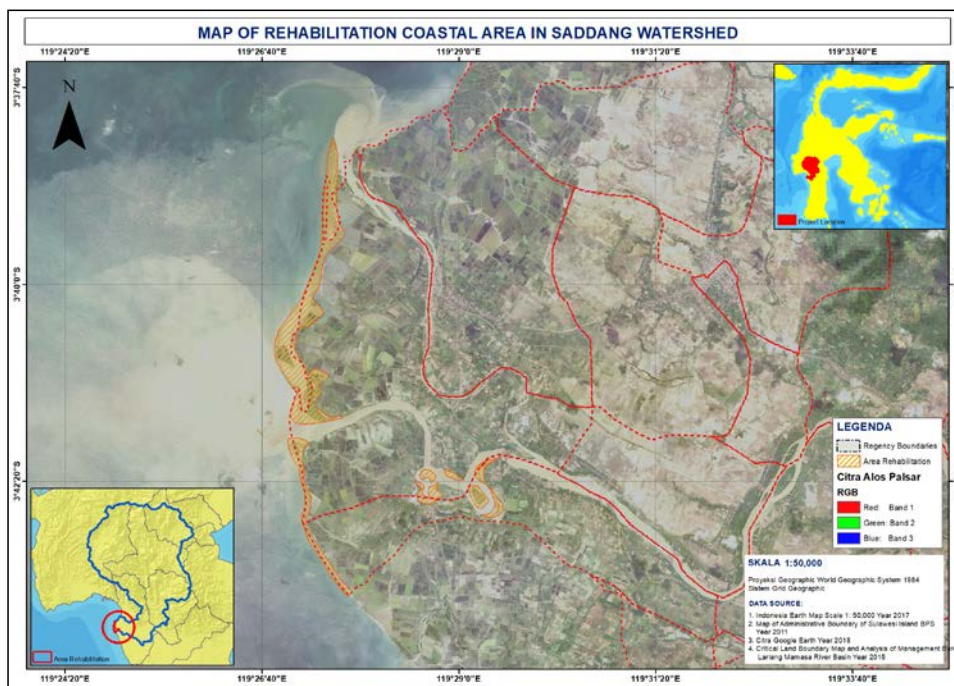 MAP OF REHABILITATION COASTAL AREA IN SADDANG WATERSHED
119°24'20"E 119°26'40"E 119°29'0"E 119°31'20"E 119°33'40"E
3°37'40"S
3°40'0"S
3°42'20"S
N
Project Location
LEGENDA
Regency Boundaries
Area Rehabilitation
Citra Alos Palsar
RGB
Red: Band 1
Green: Band 2
Blue: Band 3
SKALA 1:50,000
Proyeksi Geographic World Geographic System 1984
Sistem Grid Geographic
DATA SOURCE:
1. Indonesia Earth Map Scale 1: 50,000 Year 2017
2. Map of Administrative Boundary of Sulawesi Island BPS
Year 2011
3. Citra Google Earth Year 2018
4. Critical Land Boundary Map and Analysis of Management
Lariang Mamasa River Basin Year 2015
Area Rehabilitation
119°24'20"E 119°26'40"E 119°29'0"E 119°31'20"E 119°33'40"E